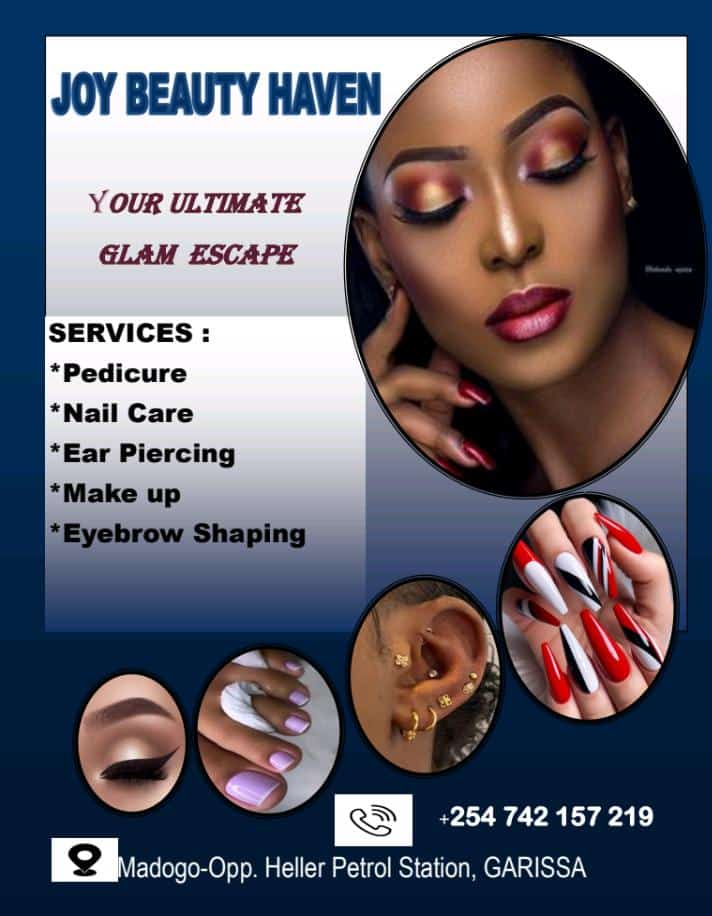 JOY BEAUTY HAVEN
YOUR ULTIMATE
GLAM ESCAPE
SERVICES :
*Pedicure
*Nail Care
*Ear Piercing
*Make up
*Eyebrow Shaping
+254 742 157 219
Madogo-Opp. Heller Petrol Station, GARISSA